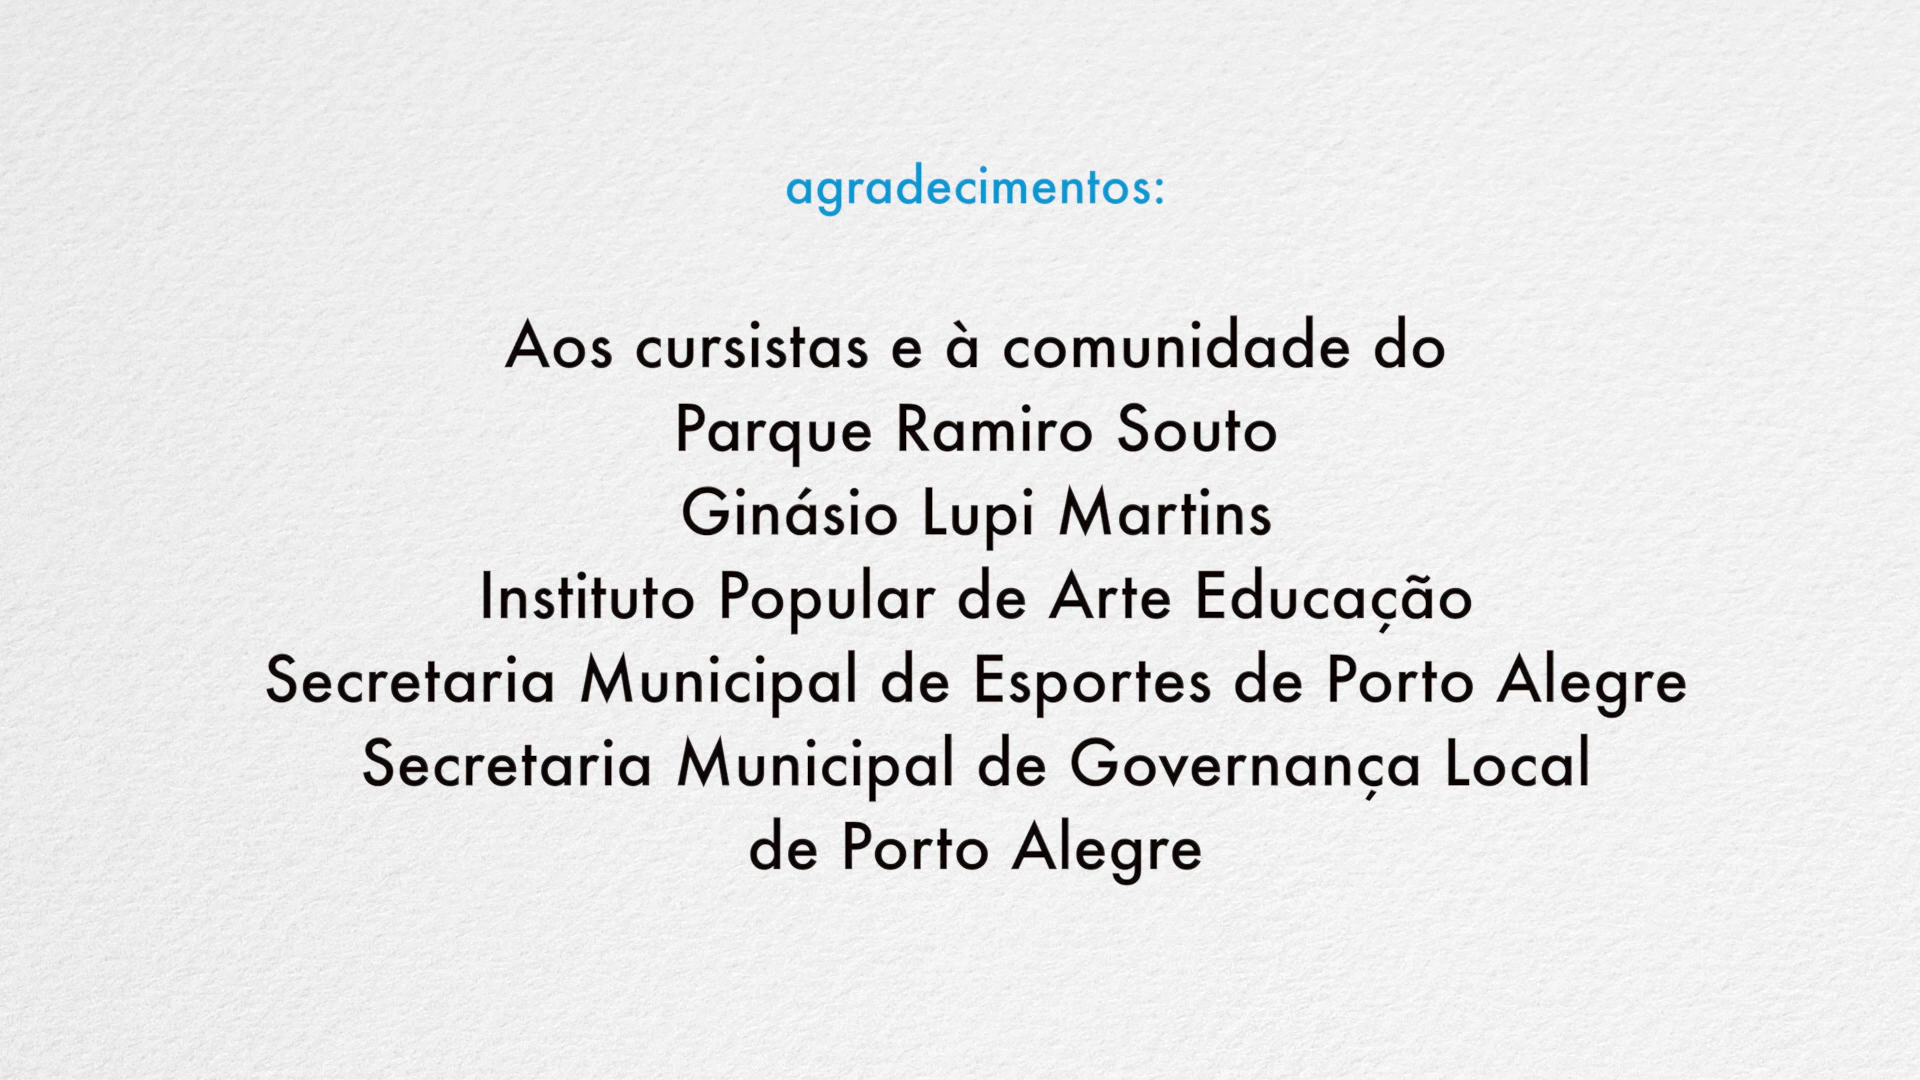 agradecimentos:
Aos cursistas e à comunidade do
Parque Ramiro Souto
Ginásio Lupi Martins
Instituto Popular de Arte Educação
Secretaria Municipal de Esportes de Porto Alegre
Secretaria Municipal de Governança Local
de Porto Alegre